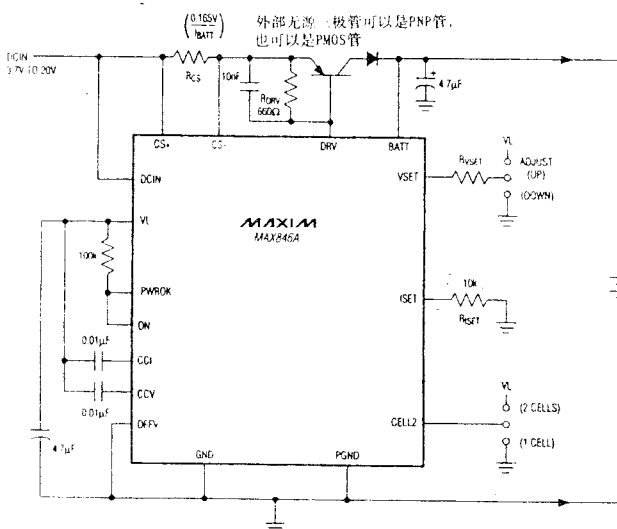 (0.165V
IBATT)
外部无源三极管可以是PNP管,
也可以是PMOS管
DCIN
3.7V TO 20V
RCS
10nF
RDRV
660Ω
4.7μF
CS+
CS-
DRV
BATT
DCIN
VL
100k
PWROK
ON
0.01μF
CCI
CCV
0.01μF
OFFV
4.7μF
GND
PGND
MAXIM
MAX846A
VSET
RVSET
VL
ADJUST
(UP)
(DOWN)
ISET
10k
RISET
VL
CELL2
(2 CELLS)
(1 CELL)